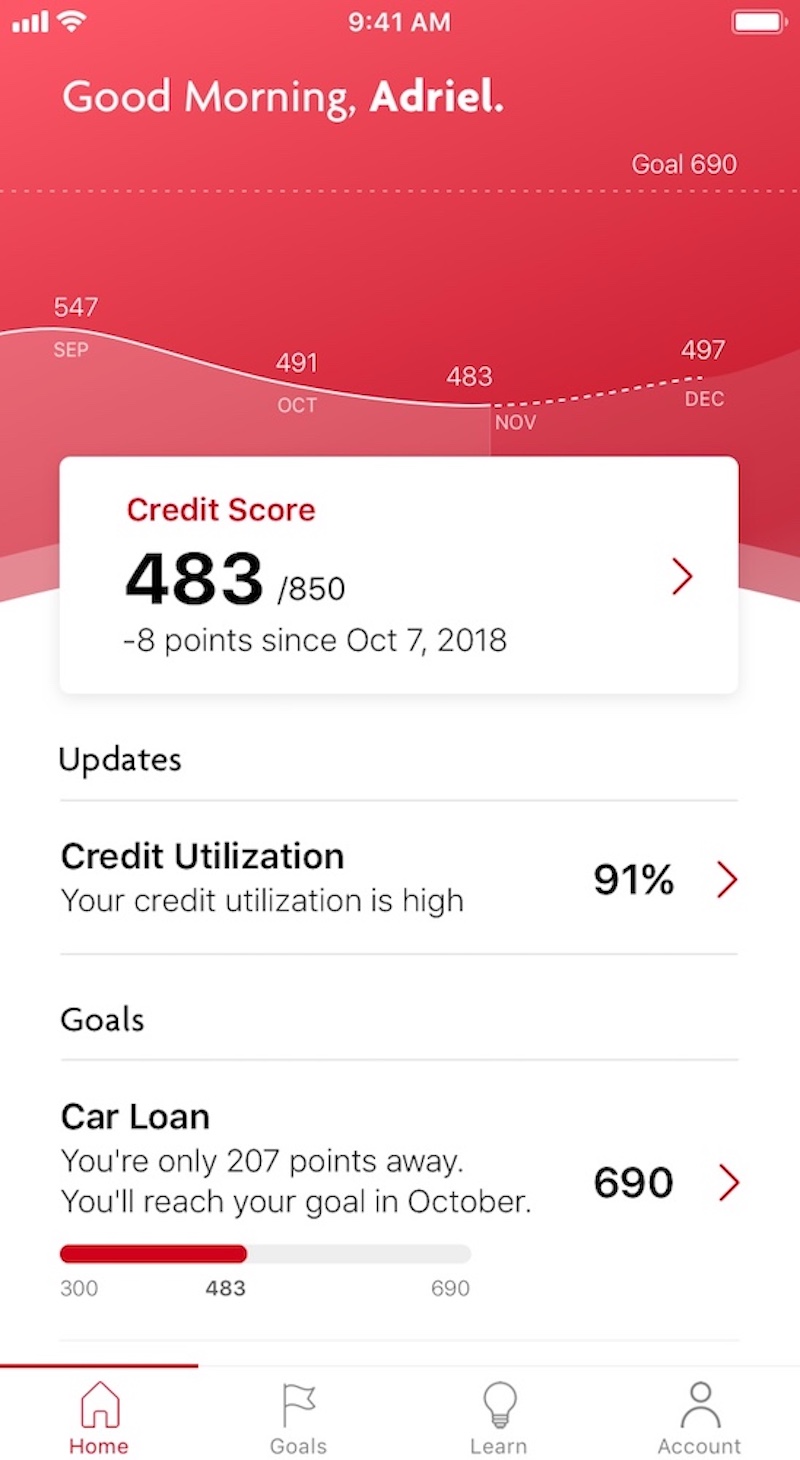 9:41 AM
Good Morning, Adriel.
Goal 690
547
SEP
491
OCT
483
NOV
497
DEC
Credit Score
483 /850
-8 points since Oct 7, 2018
Updates
Credit Utilization
Your credit utilization is high
91%
Goals
Car Loan
You're only 207 points away.
You'll reach your goal in October.
690
300 483 690
Home Goals Learn Account